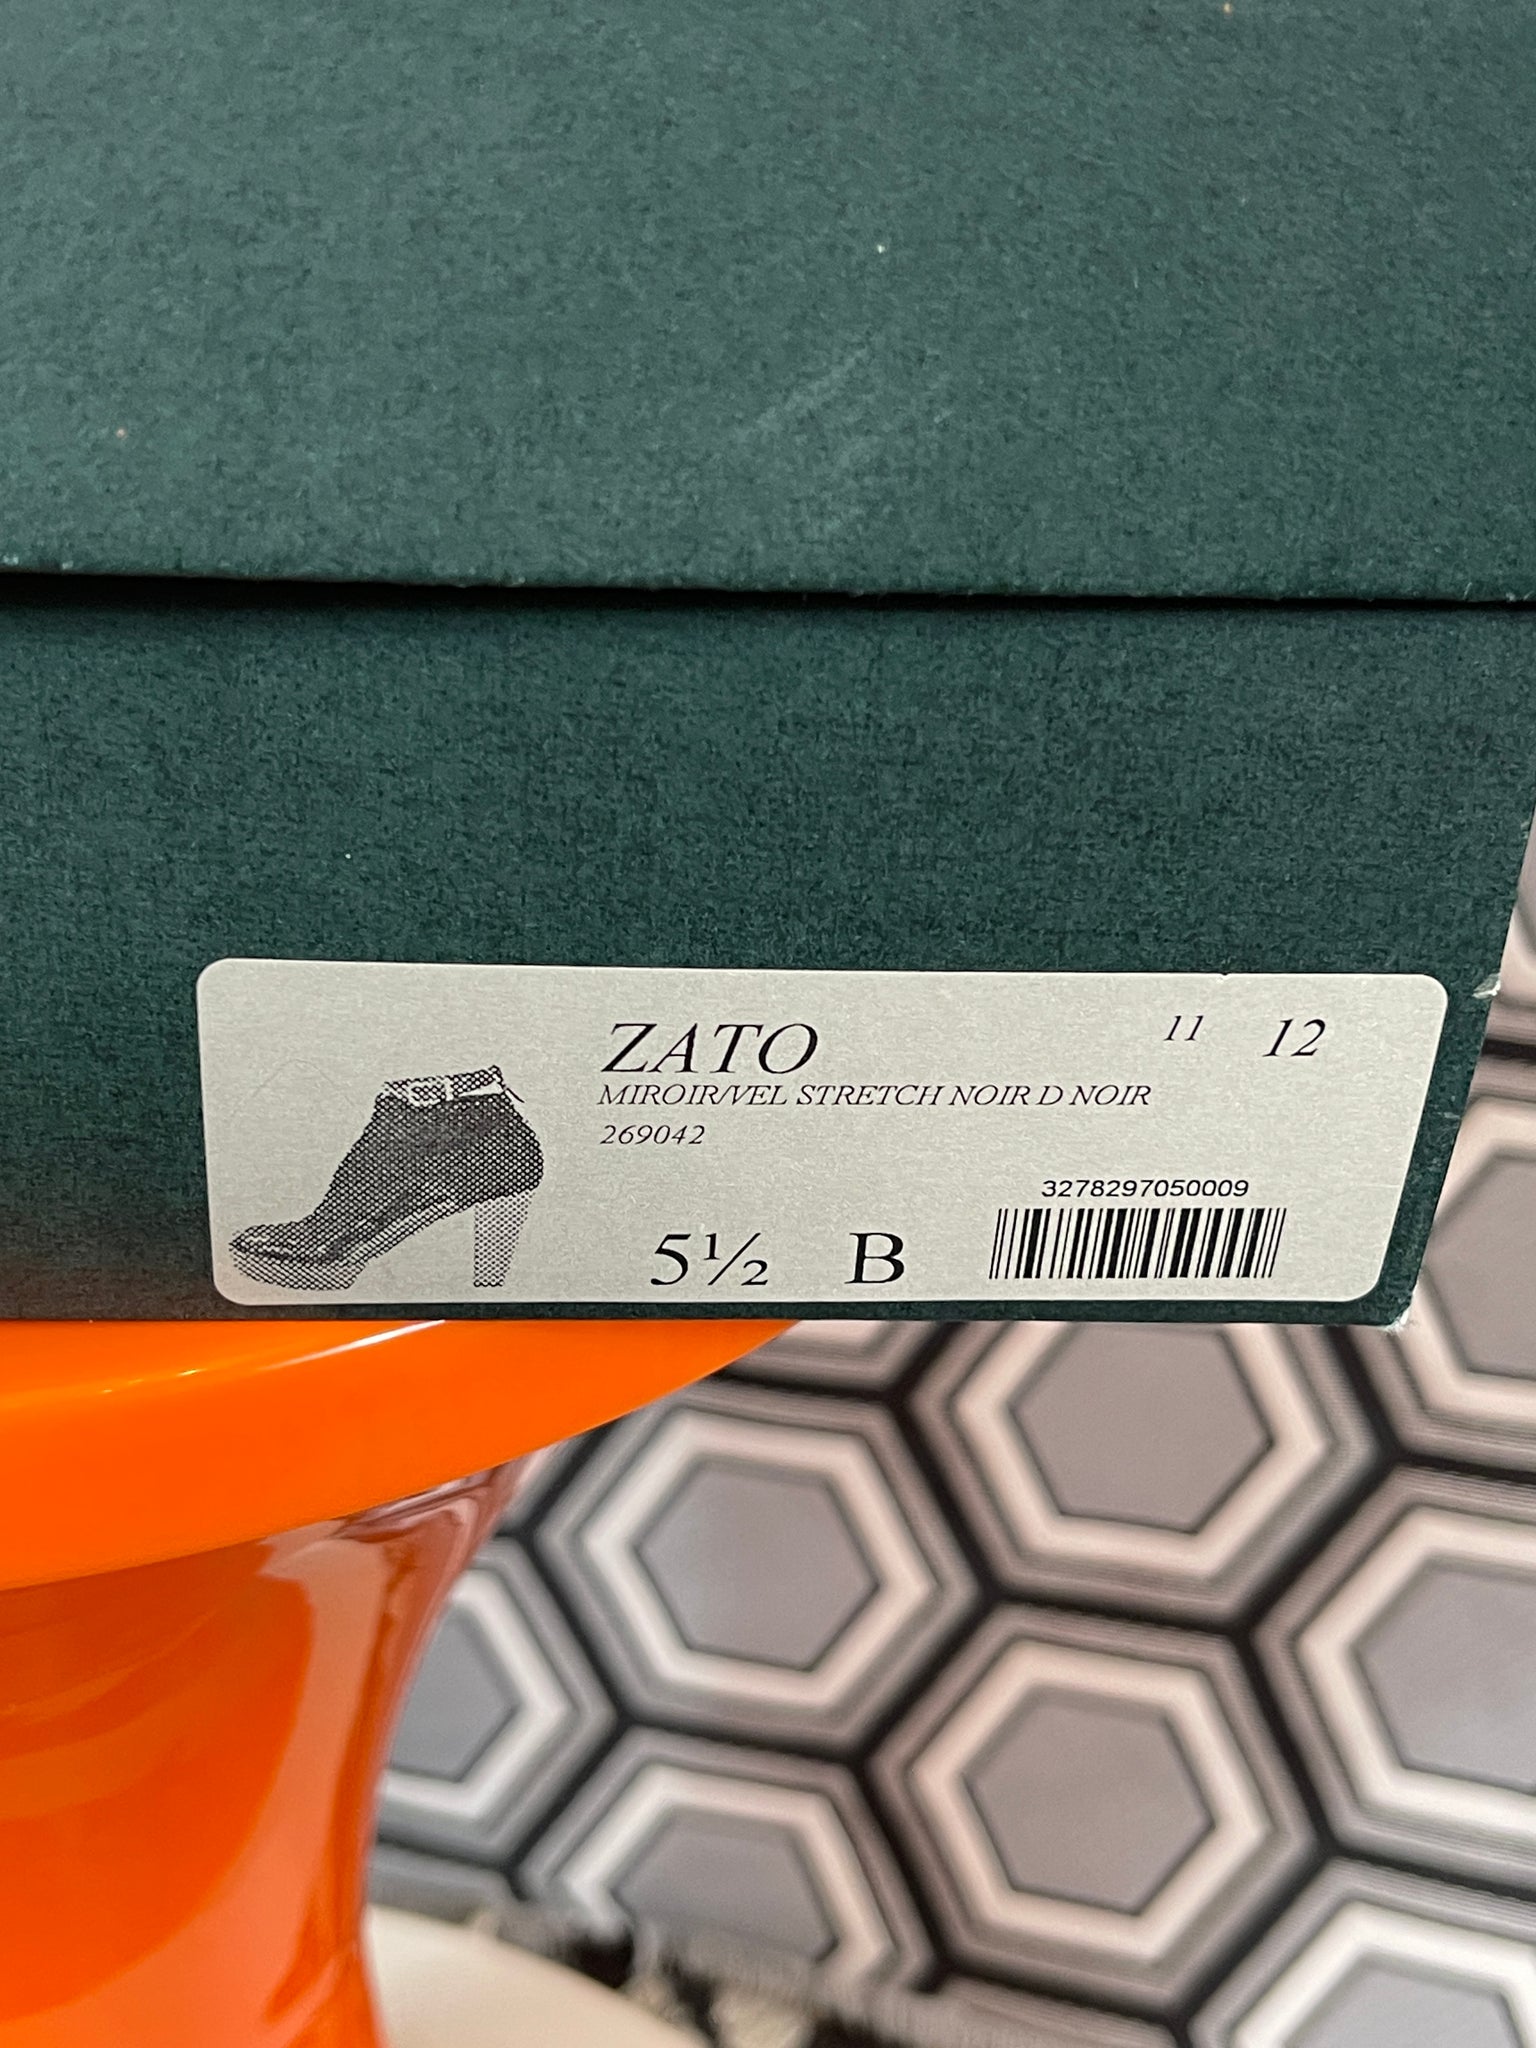 ZATO 11 12
MIROIR/VEL STRETCH NOIR D NOIR
269042
3278297050009
5½ B